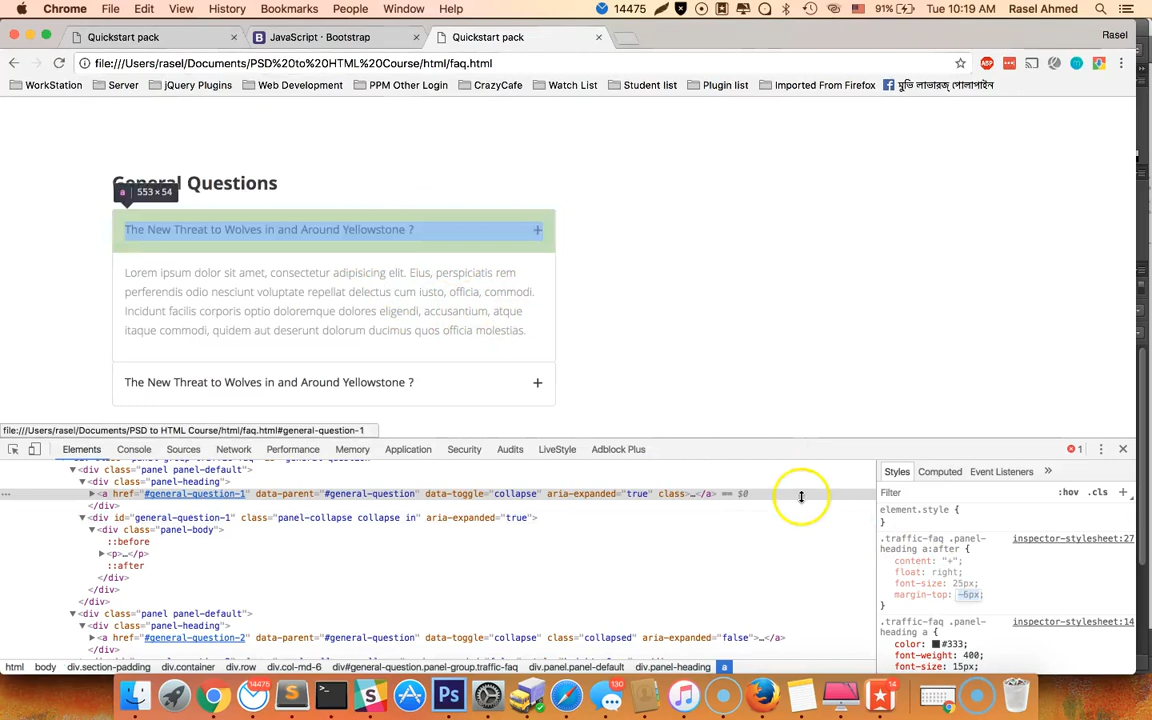 Chrome File Edit View History Bookmarks People Window Help 14475 91% Tue 10:19 AM Rasel Ahmed
Quickstart pack × JavaScript · Bootstrap × Quickstart pack × Rasel
file:///Users/rasel/Documents/PSD%20to%20HTML%20Course/html/faq.html
WorkStation Server jQuery Plugins Web Development PPM Other Login CrazyCafe Watch List Student list Plugin list Imported From Firefox মুভি লাভারজ্ পোলাপাইন
General Questions
a 553 × 54
The New Threat to Wolves in and Around Yellowstone ? +
Lorem ipsum dolor sit amet, consectetur adipisicing elit. Eius, perspiciatis rem
perferendis odio nesciunt voluptate repellat delectus cum iusto, officia, commodi.
Incidunt facilis corporis optio doloremque dolores eligendi, accusantium, atque
itaque commodi, quidem aut deserunt dolorum ducimus quos officia molestias.
The New Threat to Wolves in and Around Yellowstone ? +
file:///Users/rasel/Documents/PSD to HTML Course/html/faq.html#general-question-1
Elements Console Sources Network Performance Memory Application Security Audits LiveStyle Adblock Plus 1
▼<div class="panel panel-default">
▼<div class="panel-heading">
… ▶<a href="#general-question-1" data-parent="#general-question" data-toggle="collapse" aria-expanded="true" class>…</a> == $0
</div>
▼<div id="general-question-1" class="panel-collapse collapse in" aria-expanded="true">
▼<div class="panel-body">
::before
▶<p>…</p>
::after
</div>
</div>
</div>
▼<div class="panel panel-default">
▼<div class="panel-heading">
▶<a href="#general-question-2" data-toggle="collapse" class="collapsed" aria-expanded="false">…</a>
</div>
html body div.section-padding div.container div.row div.col-md-6 div#general-question.panel-group.traffic-faq div.panel.panel-default div.panel-heading a
Styles Computed Event Listeners »
Filter :hov .cls +
element.style {
}
.traffic-faq .panel- inspector-stylesheet:27
heading a:after {
content: "+";
float: right;
font-size: 25px;
margin-top: -6px;
}
.traffic-faq .panel- inspector-stylesheet:14
heading a {
color: #333;
font-weight: 400;
font-size: 15px;
14475 130 14